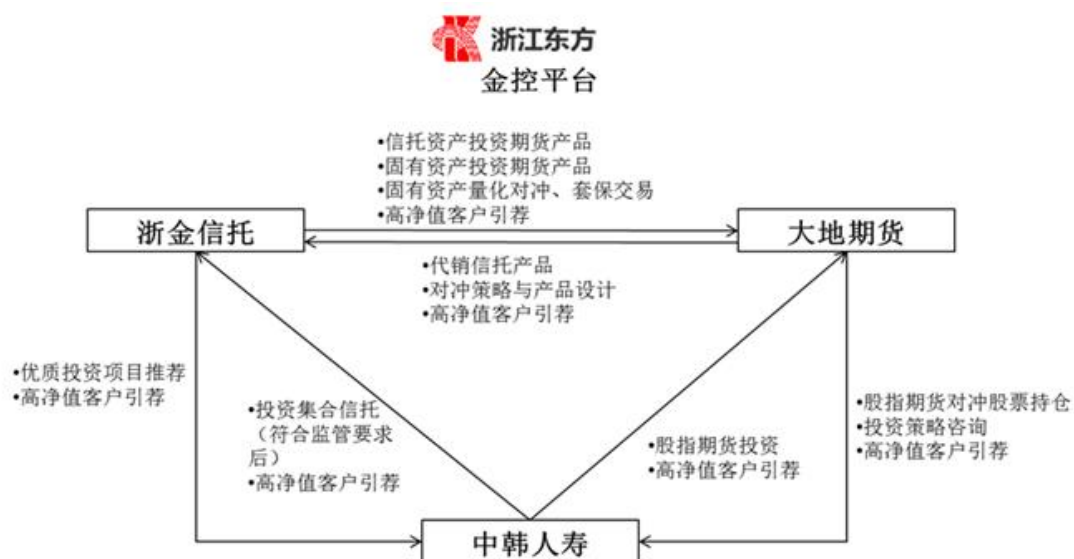 浙江东方
金控平台
•信托资产投资期货产品
•固有资产投资期货产品
•固有资产量化对冲、套保交易
•高净值客户引荐
浙金信托
大地期货
•代销信托产品
•对冲策略与产品设计
•高净值客户引荐
•优质投资项目推荐
•高净值客户引荐
•投资集合信托
（符合监管要求
后）
•高净值客户引荐
•股指期货投资
•高净值客户引荐
•股指期货对冲股票持仓
•投资策略咨询
•高净值客户引荐
中韩人寿